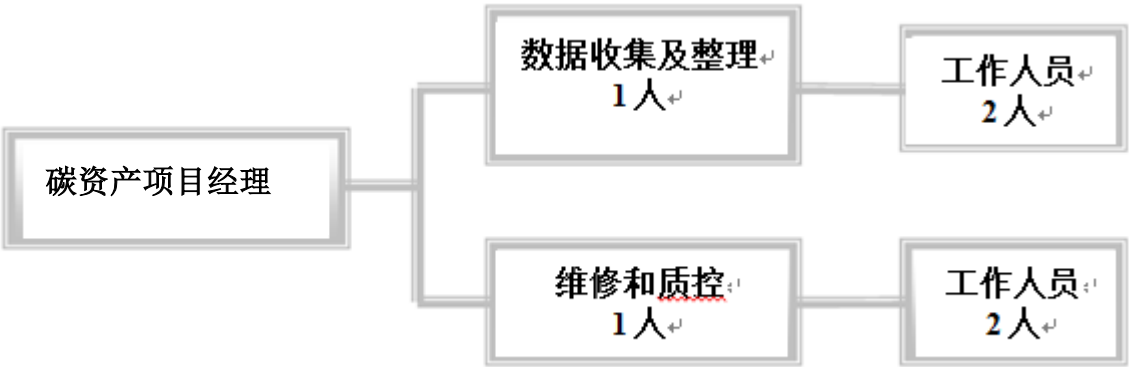 碳资产项目经理
数据收集及整理
1人
工作人员
2人
维修和质控
1人
工作人员
2人